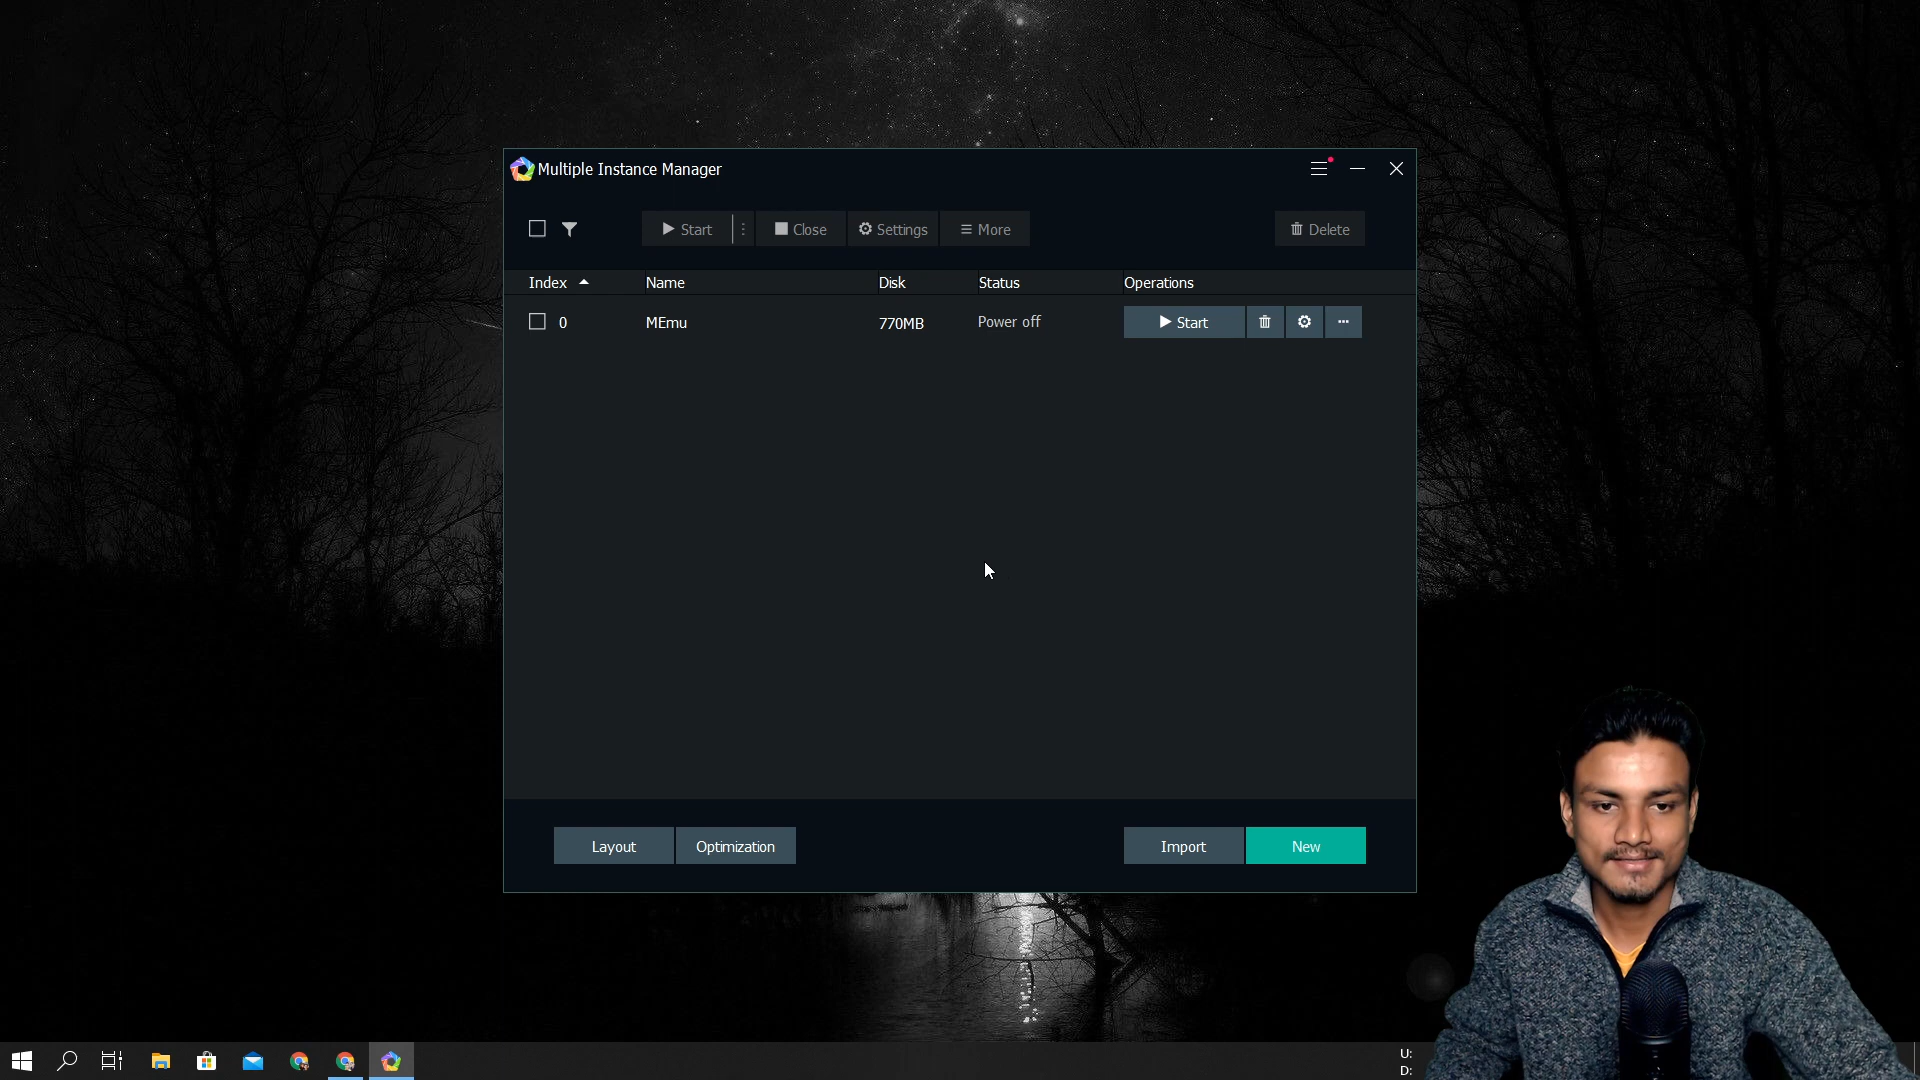 Multiple Instance Manager
Start Close Settings More Delete
Index Name Disk Status Operations
0 MEmu 770MB Power off Start
Layout Optimization Import New
U:
D: